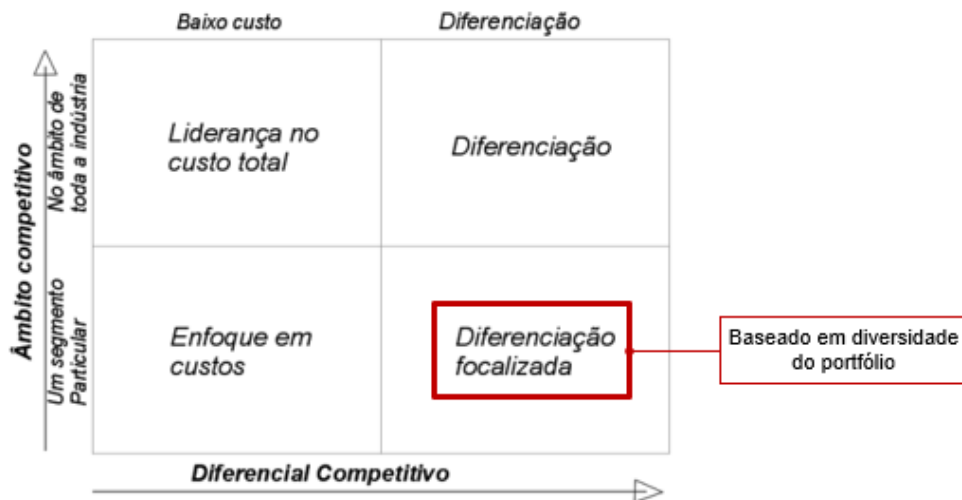 Baixo custo
Diferenciação
Âmbito competitivo
No âmbito de
toda a indústria
Liderança no
custo total
Diferenciação
Um segmento
Particular
Enfoque em
custos
Diferenciação
focalizada
Baseado em diversidade
do portfólio
Diferencial Competitivo